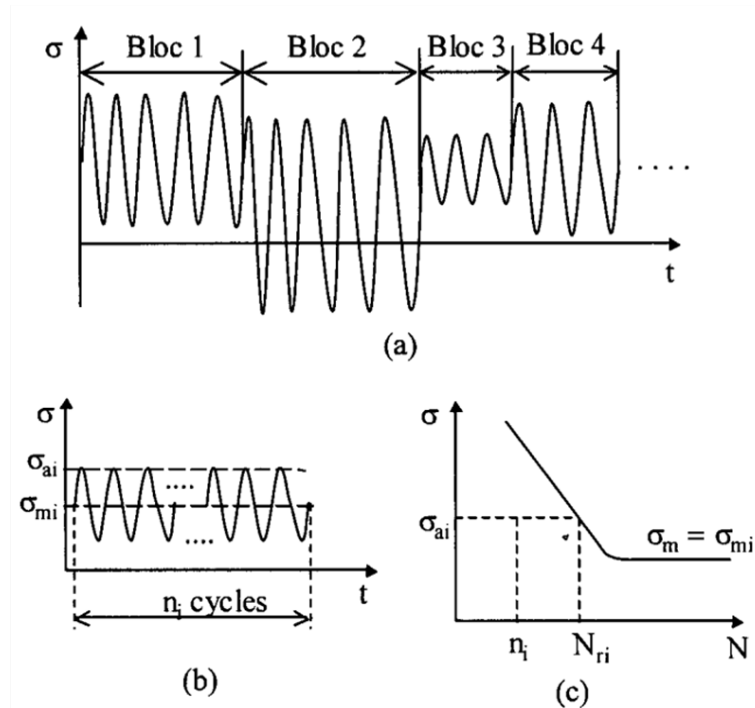 σ Bloc 1 Bloc 2 Bloc 3 Bloc 4
. . . .
t
(a)
σ σ
σai
....
σmi
....
σai σm = σmi
t
ni cycles
ni Nri N
(b) (c)